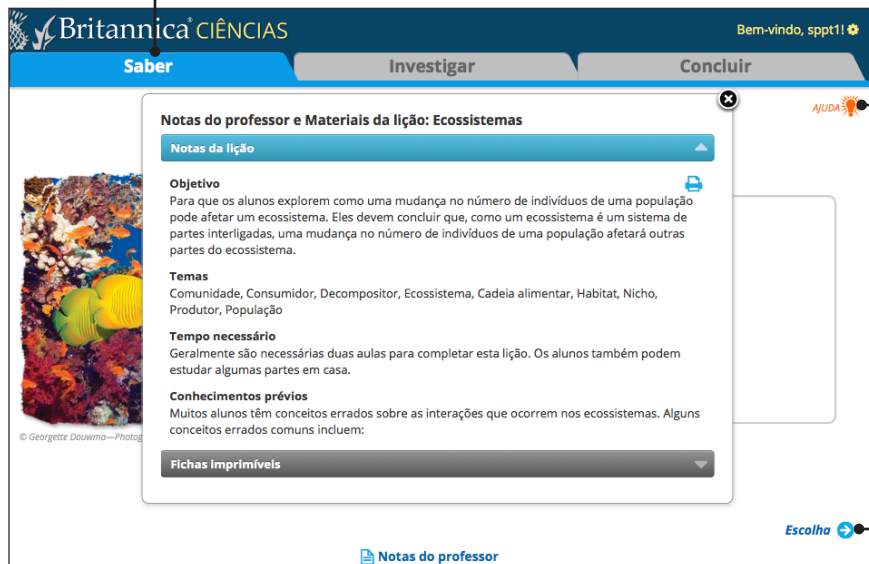 Britannica® CIÊNCIAS
Bem-vindo, sppt1!
Saber
Investigar
Concluir
AJUDA
Notas do professor e Materiais da lição: Ecossistemas
Notas da lição
Objetivo
Para que os alunos explorem como uma mudança no número de indivíduos de uma população
pode afetar um ecossistema. Eles devem concluir que, como um ecossistema é um sistema de
partes interligadas, uma mudança no número de indivíduos de uma população afetará outras
partes do ecossistema.
Temas
Comunidade, Consumidor, Decompositor, Ecossistema, Cadeia alimentar, Habitat, Nicho,
Produtor, População
Tempo necessário
Geralmente são necessárias duas aulas para completar esta lição. Os alunos também podem
estudar algumas partes em casa.
Conhecimentos prévios
Muitos alunos têm conceitos errados sobre as interações que ocorrem nos ecossistemas. Alguns
conceitos errados comuns incluem:
Fichas imprimíveis
© Georgette Douwma—Photog
Escolha
Notas do professor